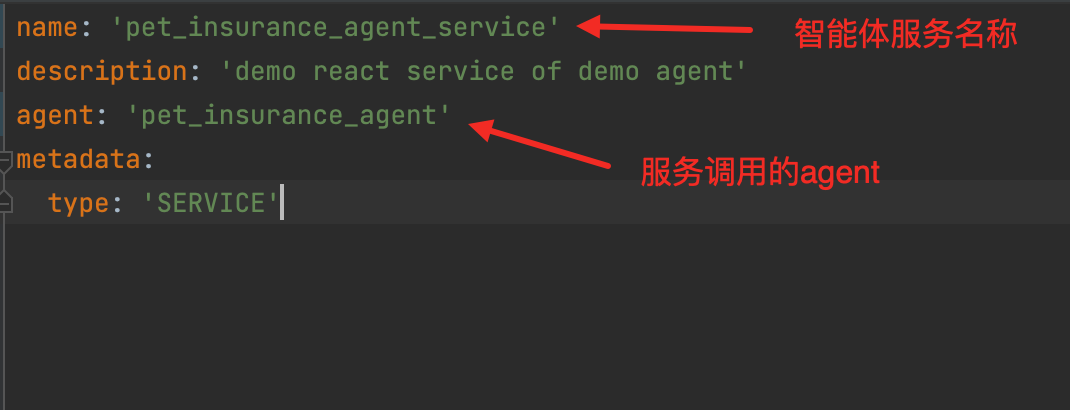 name: 'pet_insurance_agent_service'
智能体服务名称
description: 'demo react service of demo agent'
agent: 'pet_insurance_agent'
metadata:
服务调用的agent
type: 'SERVICE'